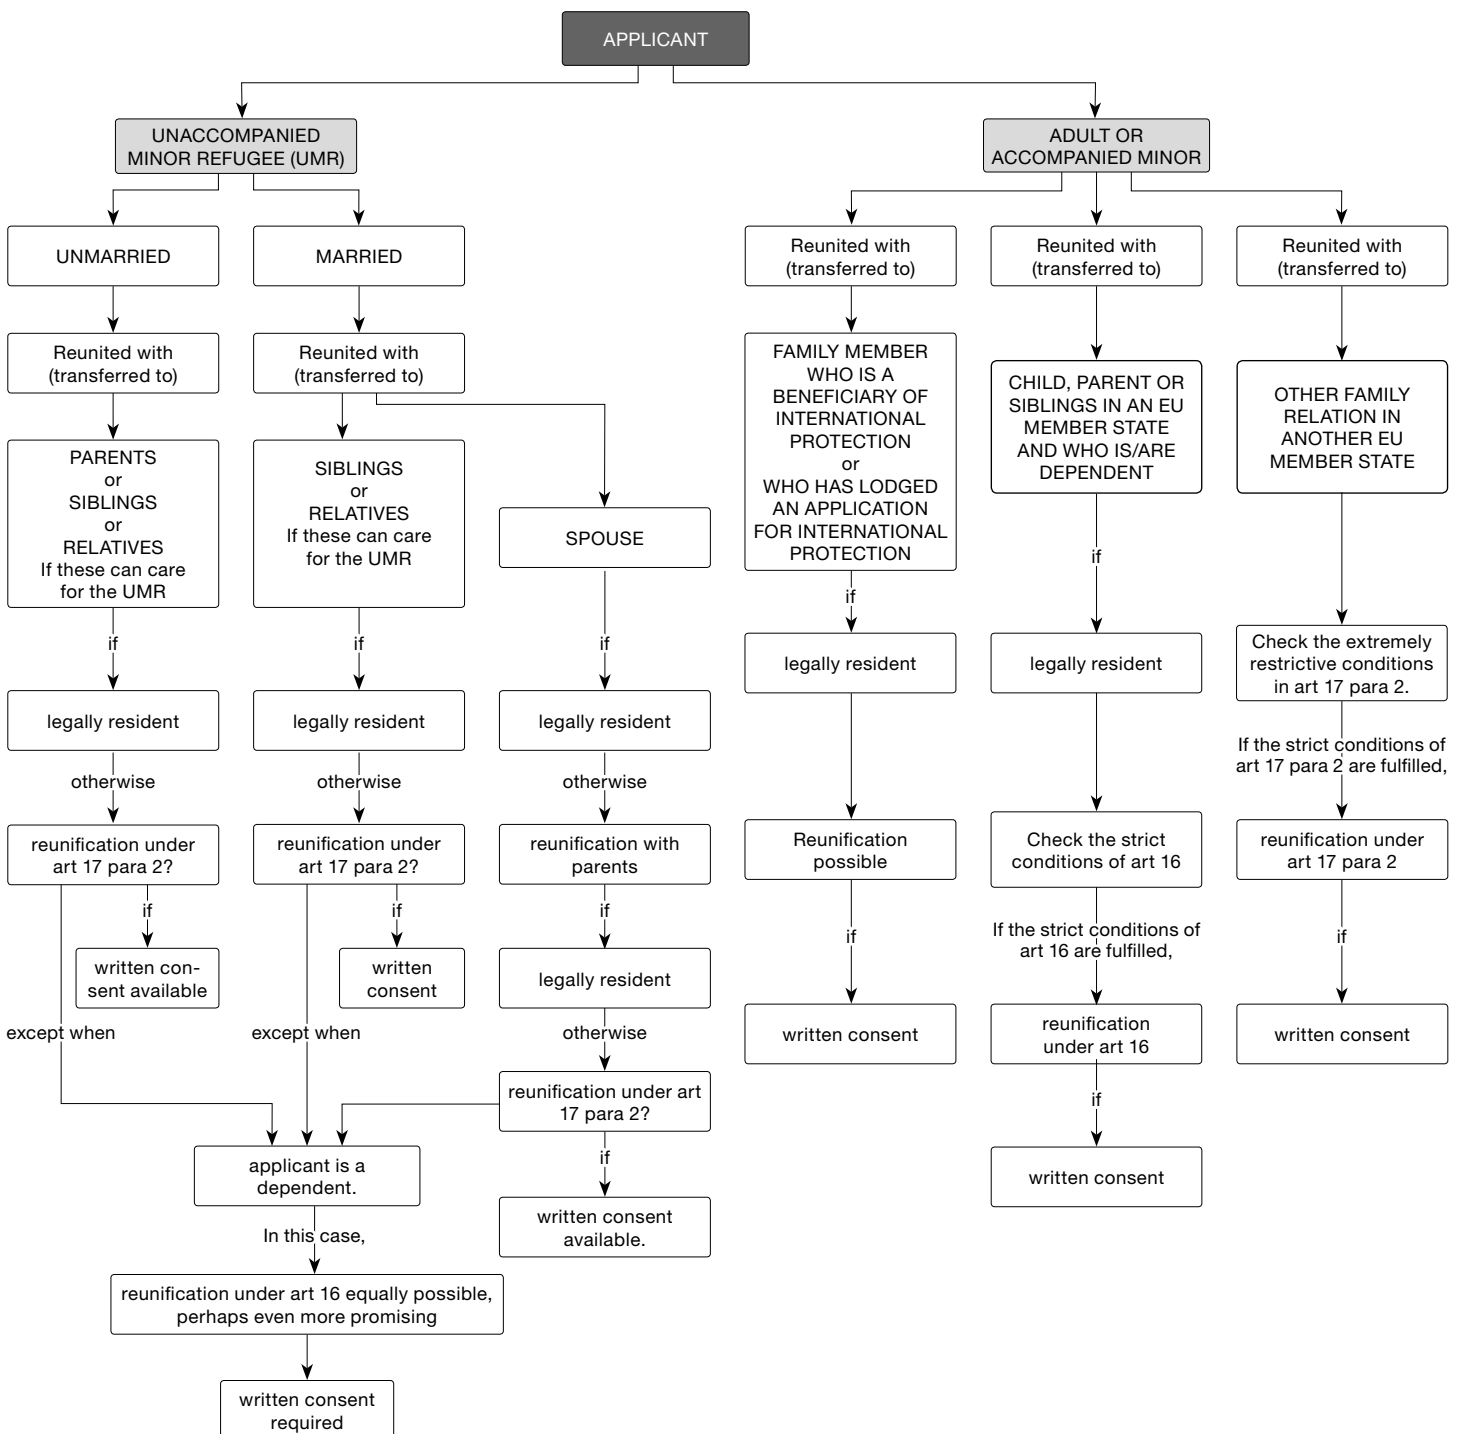 APPLICANT
UNACCOMPANIED
MINOR REFUGEE (UMR)
ADULT OR
ACCOMPANIED MINOR
UNMARRIED
MARRIED
Reunited with
(transferred to)
Reunited with
(transferred to)
Reunited with
(transferred to)
Reunited with
(transferred to)
Reunited with
(transferred to)
PARENTS
or
SIBLINGS
or
RELATIVES
If these can care
for the UMR
SIBLINGS
or
RELATIVES
If these can care
for the UMR
SPOUSE
FAMILY MEMBER
WHO IS A
BENEFICIARY OF
INTERNATIONAL
PROTECTION
or
WHO HAS LODGED
AN APPLICATION
FOR INTERNATIONAL
PROTECTION
CHILD, PARENT OR
SIBLINGS IN AN EU
MEMBER STATE
AND WHO IS/ARE
DEPENDENT
OTHER FAMILY
RELATION IN
ANOTHER EU
MEMBER STATE
if
if
if
if
if
legally resident
legally resident
legally resident
legally resident
legally resident
Check the extremely
restrictive conditions
in art 17 para 2.
otherwise
otherwise
otherwise
If the strict conditions of
art 17 para 2 are fulfilled,
reunification under
art 17 para 2?
reunification under
art 17 para 2?
reunification with
parents
Reunification
possible
Check the strict
conditions of art 16
reunification under
art 17 para 2
if
if
if
if
If the strict conditions of
art 16 are fulfilled,
if
written con-
sent available
written
consent
legally resident
except when
except when
otherwise
written consent
reunification
under art 16
written consent
reunification under art
17 para 2?
if
applicant is a
dependent.
if
written consent
In this case,
written consent
available.
reunification under art 16 equally possible,
perhaps even more promising
written consent
required